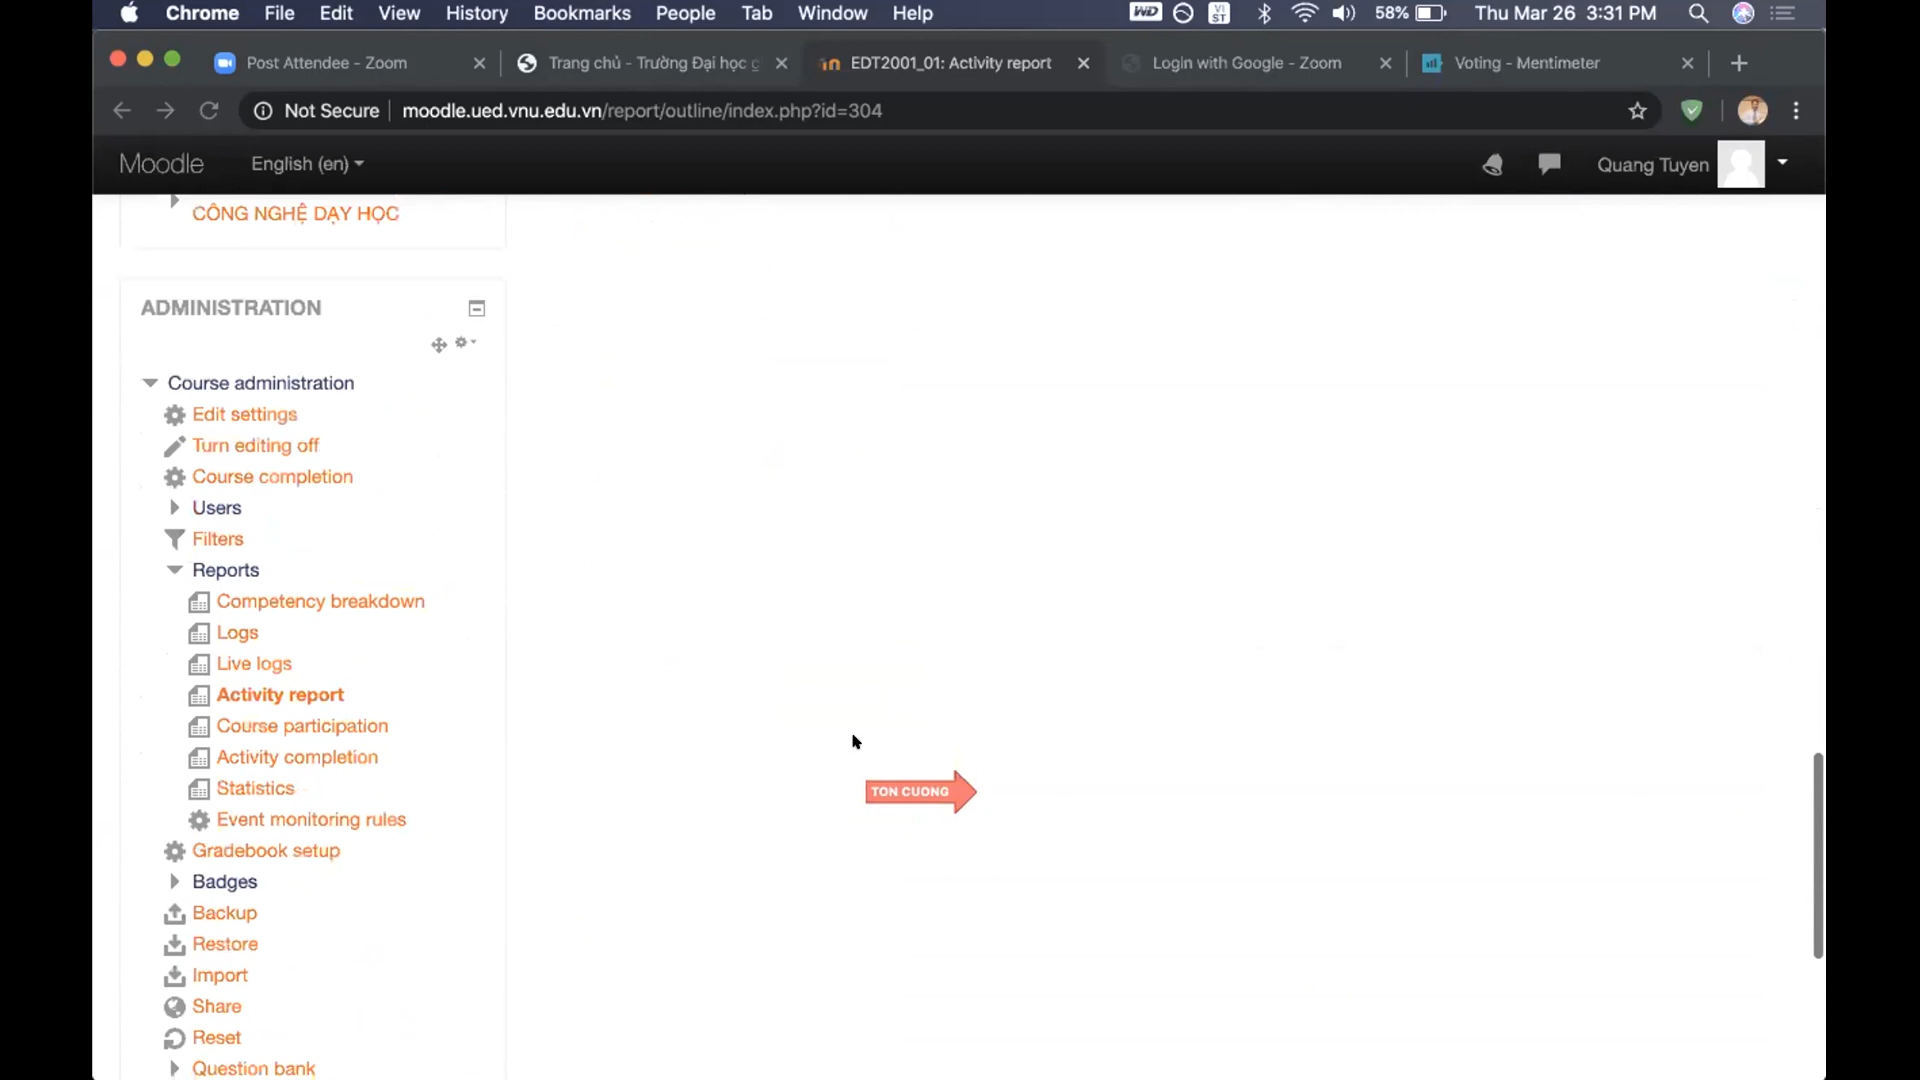 Chrome File Edit View History Bookmarks People Tab Window Help WD VI ST 58% Thu Mar 26 3:31 PM
Post Attendee - Zoom Trang chủ - Trường Đại học g EDT2001_01: Activity report Login with Google - Zoom Voting - Mentimeter
Not Secure moodle.ued.vnu.edu.vn/report/outline/index.php?id=304
Moodle English (en) Quang Tuyen
CÔNG NGHỆ DẠY HỌC
ADMINISTRATION
Course administration
Edit settings
Turn editing off
Course completion
Users
Filters
Reports
Competency breakdown
Logs
Live logs
Activity report
Course participation
Activity completion
Statistics
TON CUONG
Event monitoring rules
Gradebook setup
Badges
Backup
Restore
Import
Share
Reset
Question bank